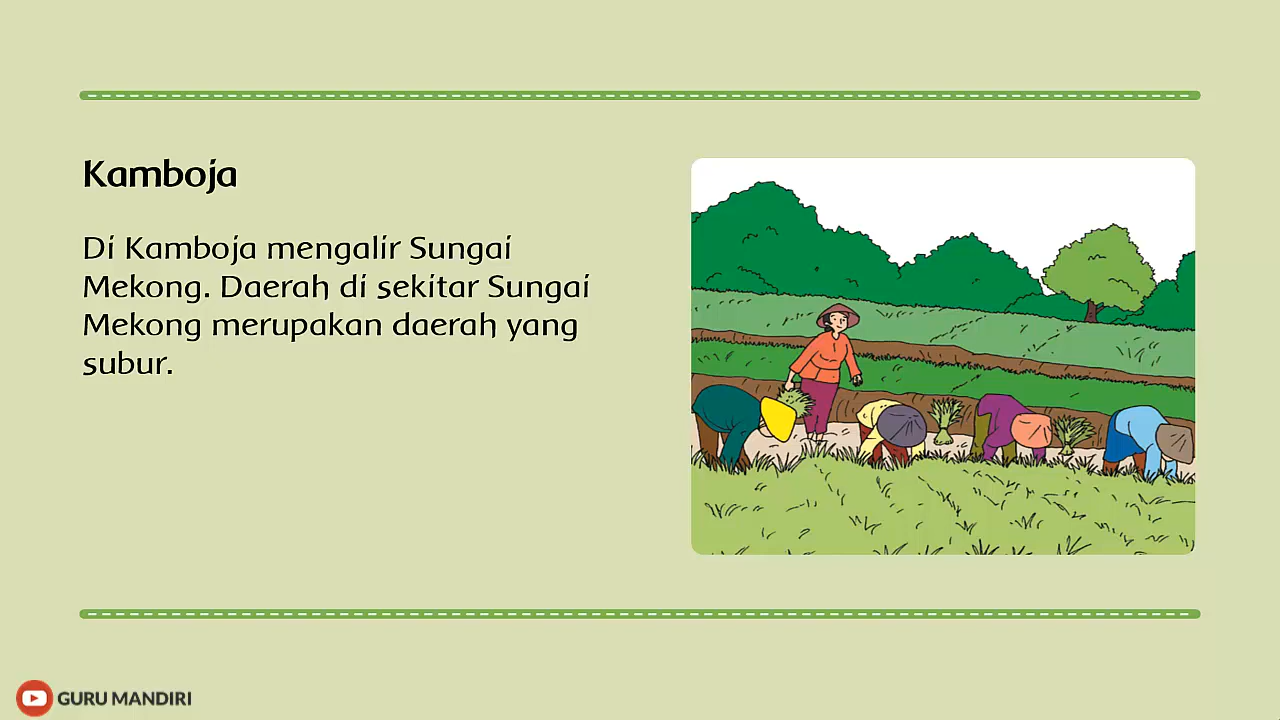 Kamboja
Di Kamboja mengalir Sungai
Mekong. Daerah di sekitar Sungai
Mekong merupakan daerah yang
subur.
GURU MANDIRI